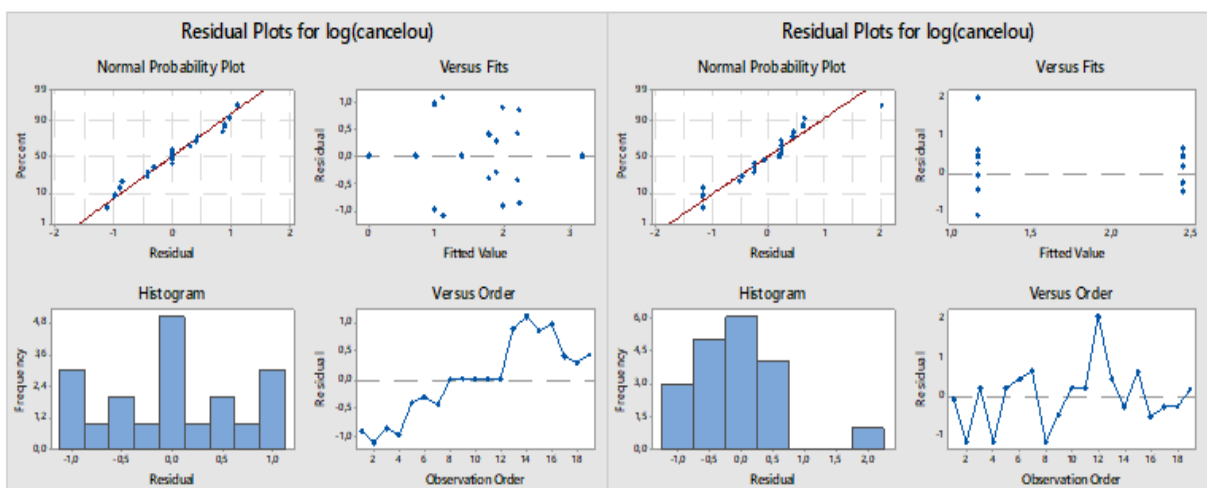 Residual Plots for log(cancelou)
Normal Probability Plot
Versus Fits
99
90
50
10
1
Percent
-2 -1 0 1 2
Residual
1,0
0,5
0,0
-0,5
-1,0
Residual
0 1 2 3
Fitted Value
Histogram
Versus Order
4,8
3,6
2,4
1,2
0,0
Frequency
-1,0 -0,5 0,0 0,5 1,0
Residual
1,0
0,5
0,0
-0,5
-1,0
Residual
2 4 6 8 10 12 14 16 18
Observation Order
Residual Plots for log(cancelou)
Normal Probability Plot
Versus Fits
99
90
50
10
1
Percent
-2 -1 0 1 2
Residual
2
1
0
-1
Residual
1,0 1,5 2,0 2,5
Fitted Value
Histogram
Versus Order
6,0
4,5
3,0
1,5
0,0
Frequency
-1,0 -0,5 0,0 0,5 1,0 1,5 2,0
Residual
2
1
0
-1
Residual
2 4 6 8 10 12 14 16 18
Observation Order